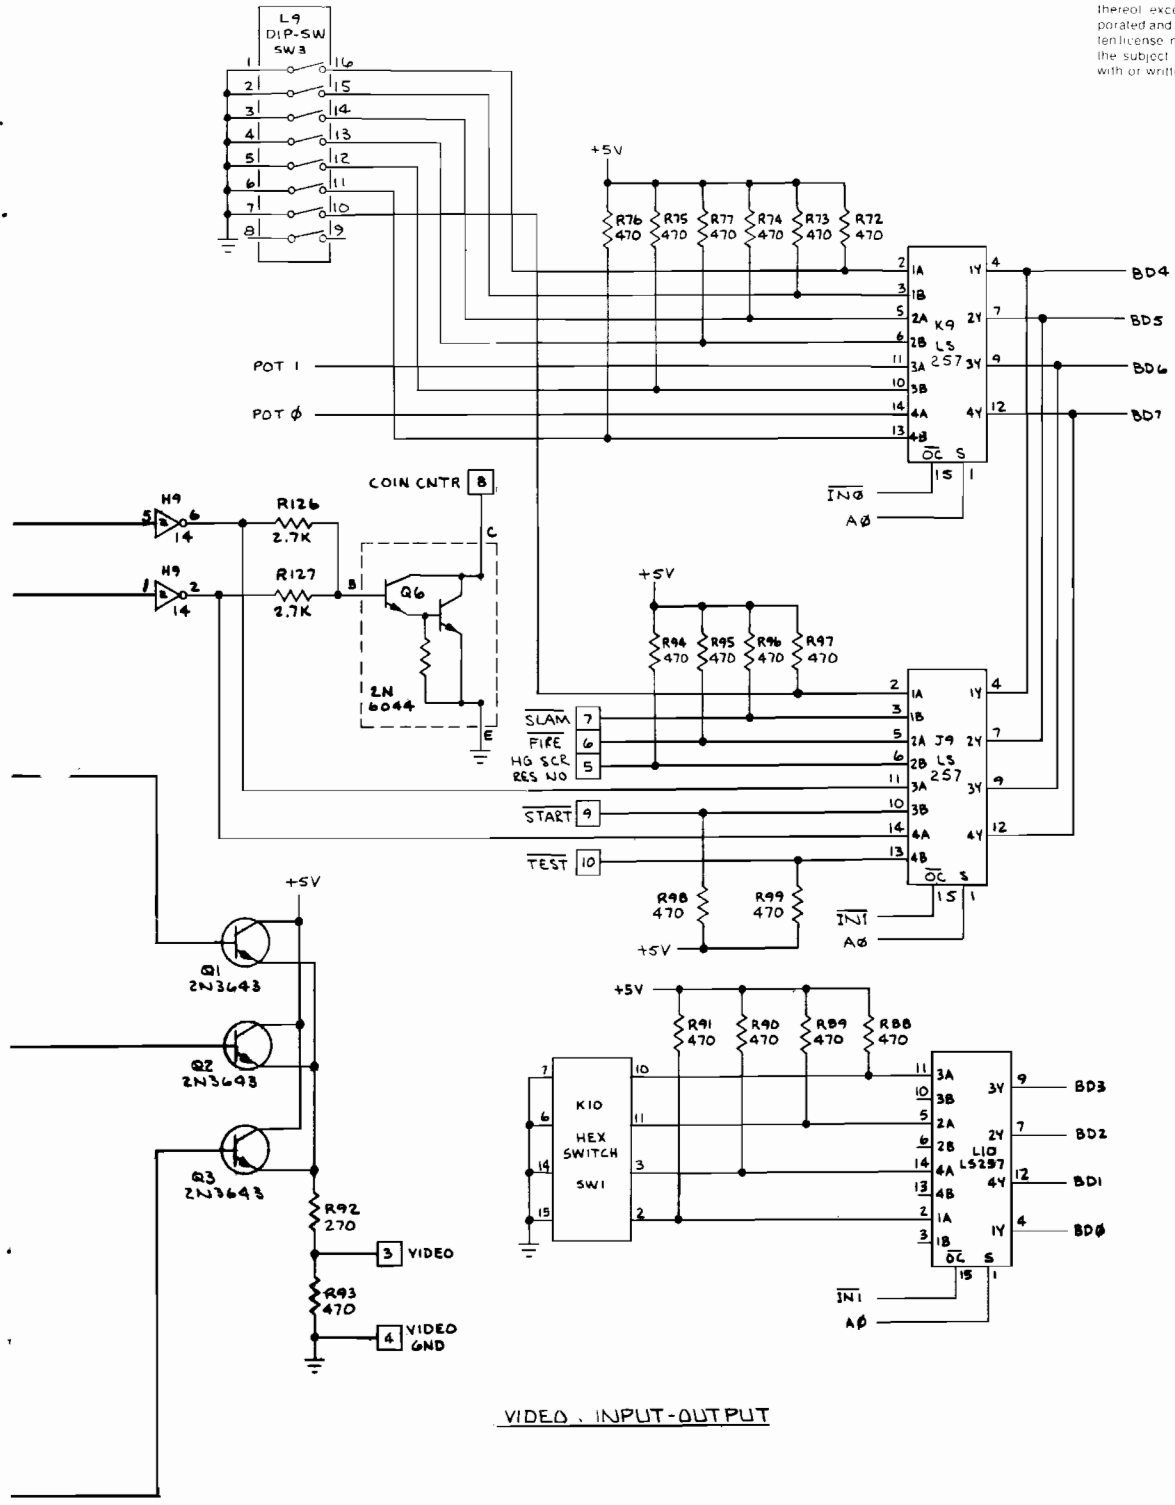 thereof exce
porated and
ten license r
the subject
with or writt
L9
DIP-SW
SW3
1 16
2 15
3 14
4 13
5 12
6 11
7 10
8 9
+5V
R76 470
R75 470
R77 470
R74 470
R73 470
R72 470
2 1A 1Y 4 BD4
3 1B
5 2A 2Y 7 BD5
K9
6 2B
LS
257
POT 1 11 3A 3Y 9 BD6
10 3B
POT Ø 14 4A 4Y 12 BD7
13 4B
OC S
15 1
INØ
AØ
COIN CNTR 8
H9
5 2 6
14
R126
2.7K
H9
1 2 2
14
R127
2.7K
B
C
Q6
2N
6044
E
+5V
R94 470
R95 470
R96 470
R97 470
2 1A 1Y 4
SLAM 7 3 1B
FIRE 6 5 2A J9 2Y 7
HG SCR
RES NO 5 6 2B LS
257
11 3A 3Y 9
START 9 10 3B
14 4A 4Y 12
TEST 10 13 4B
OC S
15 1
R98
470
R99
470
+5V
IN1
AØ
+5V
Q1
2N3643
Q2
2N3643
Q3
2N3643
R92
270
3 VIDEO
R93
470
4 VIDEO
GND
+5V
R91 470
R90 470
R89 470
R88 470
7 10
6 11
14 3
15 2
K10
HEX
SWITCH
SW1
11 3A 3Y 9 BD3
10 3B
5 2A 2Y 7 BD2
6 2B
L10
LS257
14 4A 4Y 12 BD1
13 4B
2 1A 1Y 4 BDØ
3 1B
OC S
15 1
IN1
AØ
VIDEO . INPUT-OUTPUT